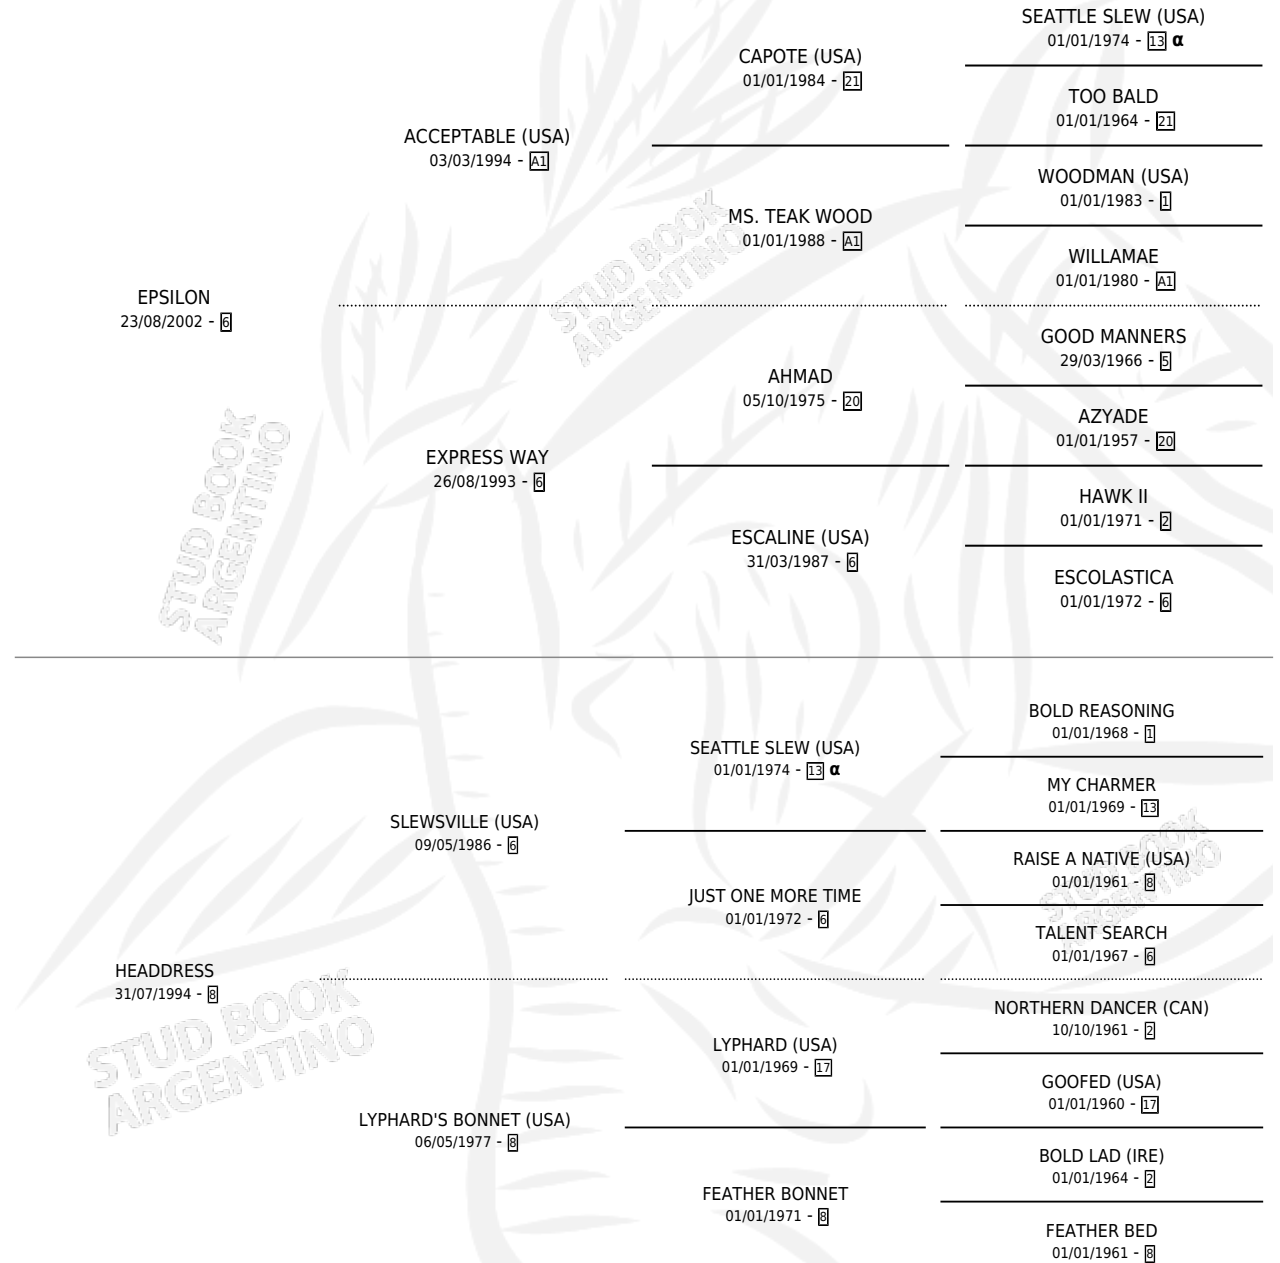 SEATTLE SLEW (USA)
01/01/1974 - 13 α
CAPOTE (USA)
01/01/1984 - 21
TOO BALD
01/01/1964 - 21
ACCEPTABLE (USA)
03/03/1994 - A1
WOODMAN (USA)
01/01/1983 - 1
MS. TEAK WOOD
01/01/1988 - A1
WILLAMAE
01/01/1980 - A1
STUD BOOK
ARGENTINO
EPSILON
23/08/2002 - 6
GOOD MANNERS
29/03/1966 - 5
AHMAD
05/10/1975 - 20
AZYADE
01/01/1957 - 20
EXPRESS WAY
26/08/1993 - 6
STUD BOOK
ARGENTINO
HAWK II
01/01/1971 - 2
ESCALINE (USA)
31/03/1987 - 6
ESCOLASTICA
01/01/1972 - 6
BOLD REASONING
01/01/1968 - 1
SEATTLE SLEW (USA)
01/01/1974 - 13 α
MY CHARMER
01/01/1969 - 13
SLEWSVILLE (USA)
09/05/1986 - 6
STUD BOOK
ARGENTINO
RAISE A NATIVE (USA)
01/01/1961 - 8
JUST ONE MORE TIME
01/01/1972 - 6
TALENT SEARCH
01/01/1967 - 6
HEADDRESS
31/07/1994 - 8
STUD BOOK
ARGENTINO
NORTHERN DANCER (CAN)
10/10/1961 - 2
LYPHARD (USA)
01/01/1969 - 17
GOOFED (USA)
01/01/1960 - 17
LYPHARD'S BONNET (USA)
06/05/1977 - 8
BOLD LAD (IRE)
01/01/1964 - 2
FEATHER BONNET
01/01/1971 - 8
FEATHER BED
01/01/1961 - 8